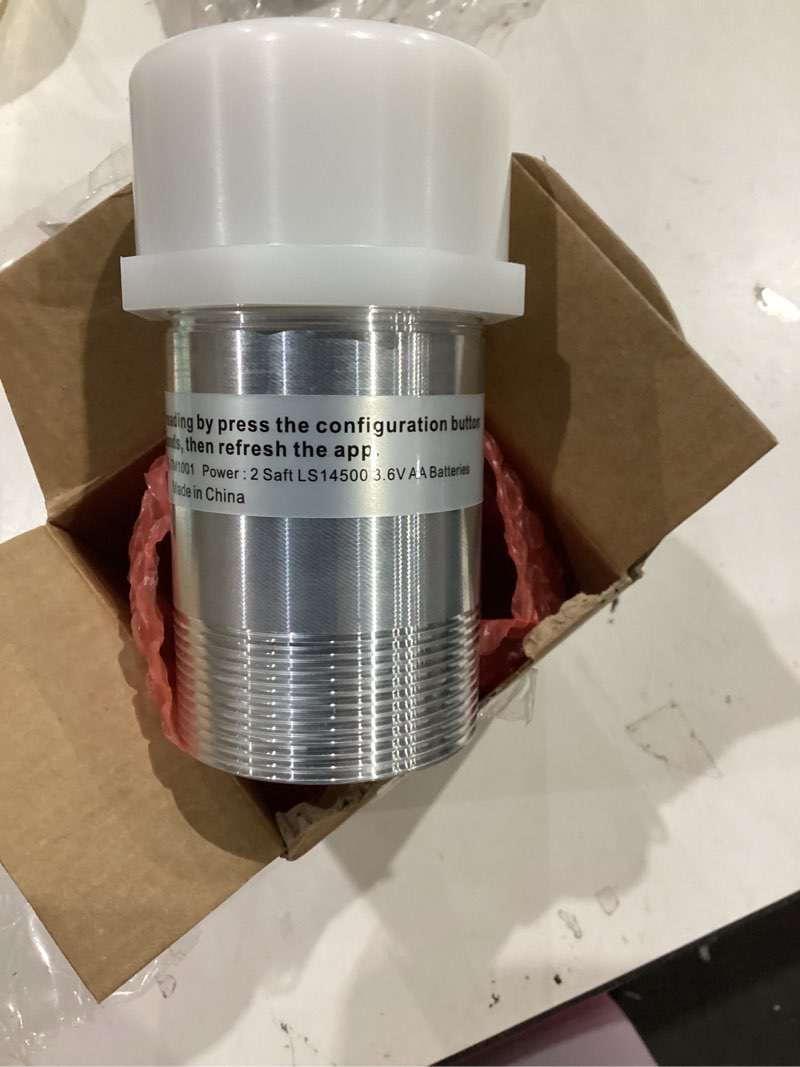 by press the configuration button
then refresh the app.
Power : 2 Saft LS14500 3.6V AA Batteries
Made in China